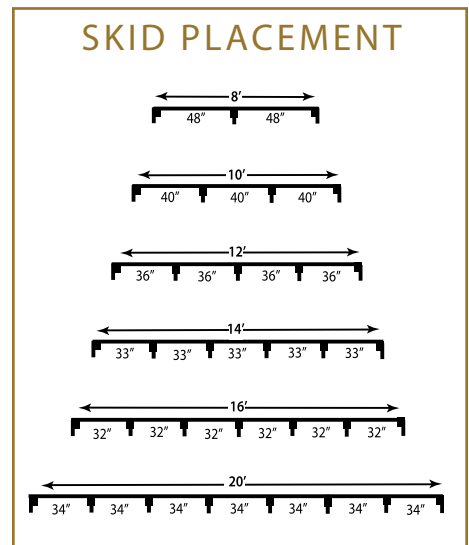 SKID PLACEMENT
8’
48” 48”
10’
40” 40” 40”
12’
36” 36” 36” 36”
14’
33” 33” 33” 33” 33”
16’
32” 32” 32” 32” 32” 32”
20’
34” 34” 34” 34” 34” 34” 34”